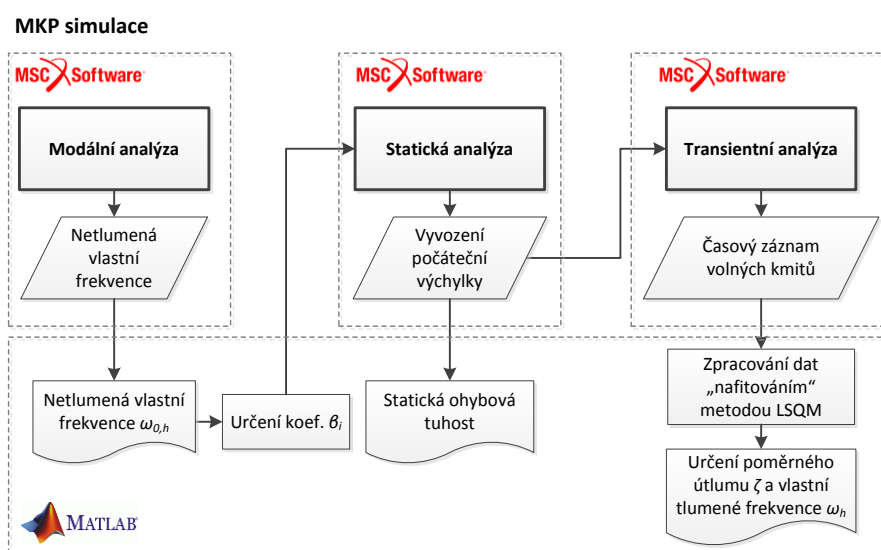 MKP simulace
MSC Software
Modální analýza
Netlumená
vlastní
frekvence
MSC Software
Statická analýza
Vyvození
počáteční
výchylky
MSC Software
Transientní analýza
Časový záznam
volných kmitů
Netlumená vlastní
frekvence ω0,h
Určení koef. βi
Statická ohybová
tuhost
Zpracování dat
„nafitováním“
metodou LSQM
Určení poměrného
útlumu ζ a vlastní
tlumené frekvence ωh
MATLAB